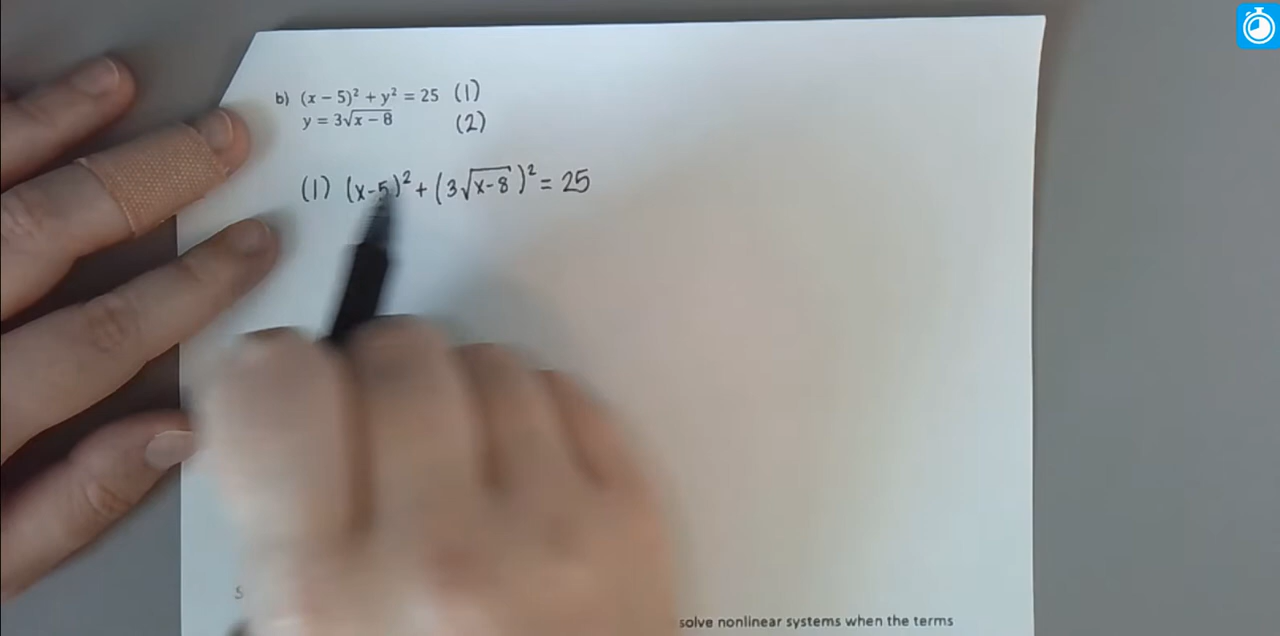 b) (x – 5)² + y² = 25 (1)
y = 3√x – 8 (2)
(1) (x-5)² + (3√x-8)² = 25
solve nonlinear systems when the terms